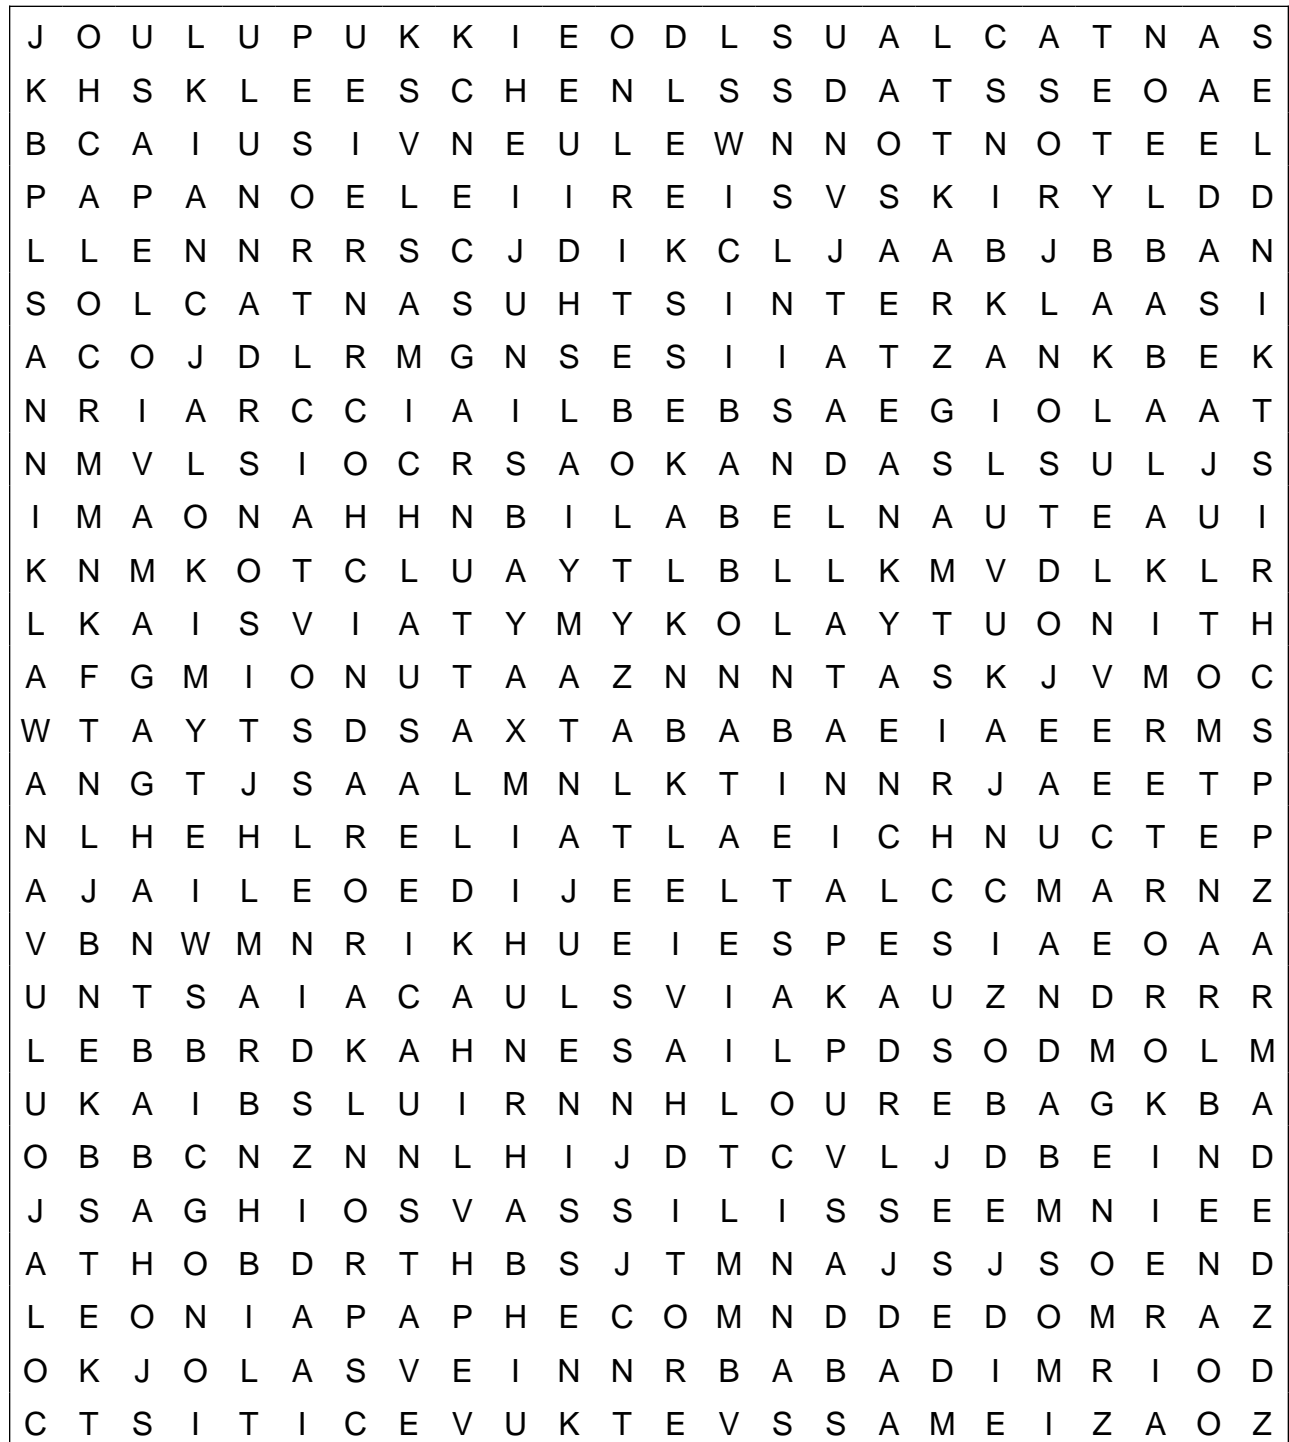 J O U L U P U K K I E O D L S U A L C A T N A S
K H S K L E E S C H E N L S S D A T S S E O A E
B C A I U S I V N E U L E W N N O T N O T E E L
P A P A N O E L E I I R E I S V S K I R Y L D D
L L E N N R R S C J D I K C L J A A B J B B A N
S O L C A T N A S U H T S I N T E R K L A A S I
A C O J D L R M G N S E S I I A T Z A N K B E K
N R I A R C C I A I L B E B S A E G I O L A A T
N M V L S I O C R S A O K A N D A S L S U L J S
I M A O N A H H N B I L A B E L N A U T E A U I
K N M K O T C L U A Y T L B L L K M V D L K L R
L K A I S V I A T Y M Y K O L A Y T U O N I T H
A F G M I O N U T A A Z N N N T A S K J V M O C
W T A Y T S D S A X T A B A B A E I A E E R M S
A N G T J S A A L M N L K T I N N R J A E E T P
N L H E H L R E L I A T L A E I C H N U C T E P
A J A I L E O E D I J E E L T A L C C M A R N Z
V B N W M N R I K H U E I E S P E S I A E O A A
U N T S A I A C A U L S V I A K A U Z N D R R R
L E B B R D K A H N E S A I L P D S O D M O L M
U K A I B S L U I R N N H L O U R E B A G K B A
O B B C N Z N N L H I J D T C V L J D B E I N D
J S A G H I O S V A S S I L I S S E E M N I E E
A T H O B D R T H B S J T M N A J S J S O E N D
L E O N I A P A P H E C O M N D D E D O M R A Z
O K J O L A S V E I N N R B A B A D I M R I O D
C T S I T I C E V U K T E V S S A M E I Z A O Z